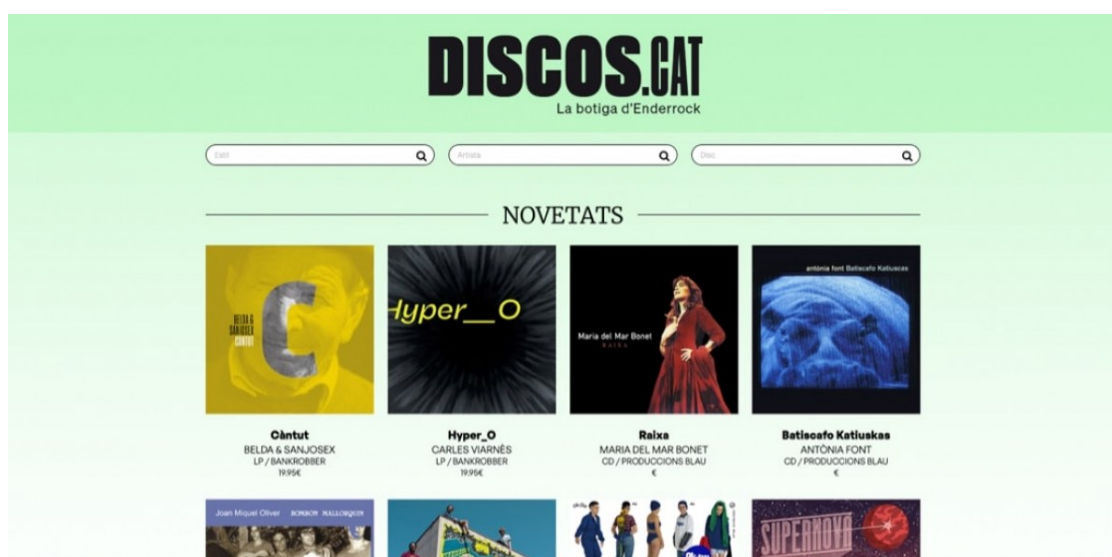 DISCOS.CAT
La botiga d'Enderrock
Estil
Artista
Disc
NOVETATS
BELDA &
SANJOSEX
CÀNTUT
C
Hyper__O
Maria del Mar Bonet
RAIXA
antònia font Batiscafo Katiuscas
Càntut
BELDA & SANJOSEX
LP / BANKROBBER
19.95€
Hyper_O
CARLES VIARNÈS
LP / BANKROBBER
19.95€
Raixa
MARIA DEL MAR BONET
CD / PRODUCCIONS BLAU
€
Batiscafo Katiuskas
ANTÒNIA FONT
CD / PRODUCCIONS BLAU
€
Joan Miquel Oliver BOMBON MALLORQUIN
SUPERNOVA